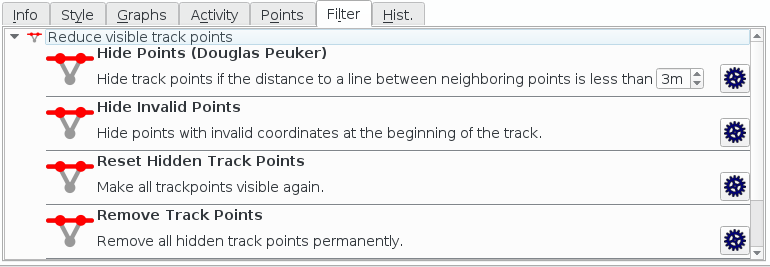 Info Style Graphs Activity Points Filter Hist.
Reduce visible track points
Hide Points (Douglas Peuker)
Hide track points if the distance to a line between neighboring points is less than 3m
Hide Invalid Points
Hide points with invalid coordinates at the beginning of the track.
Reset Hidden Track Points
Make all trackpoints visible again.
Remove Track Points
Remove all hidden track points permanently.